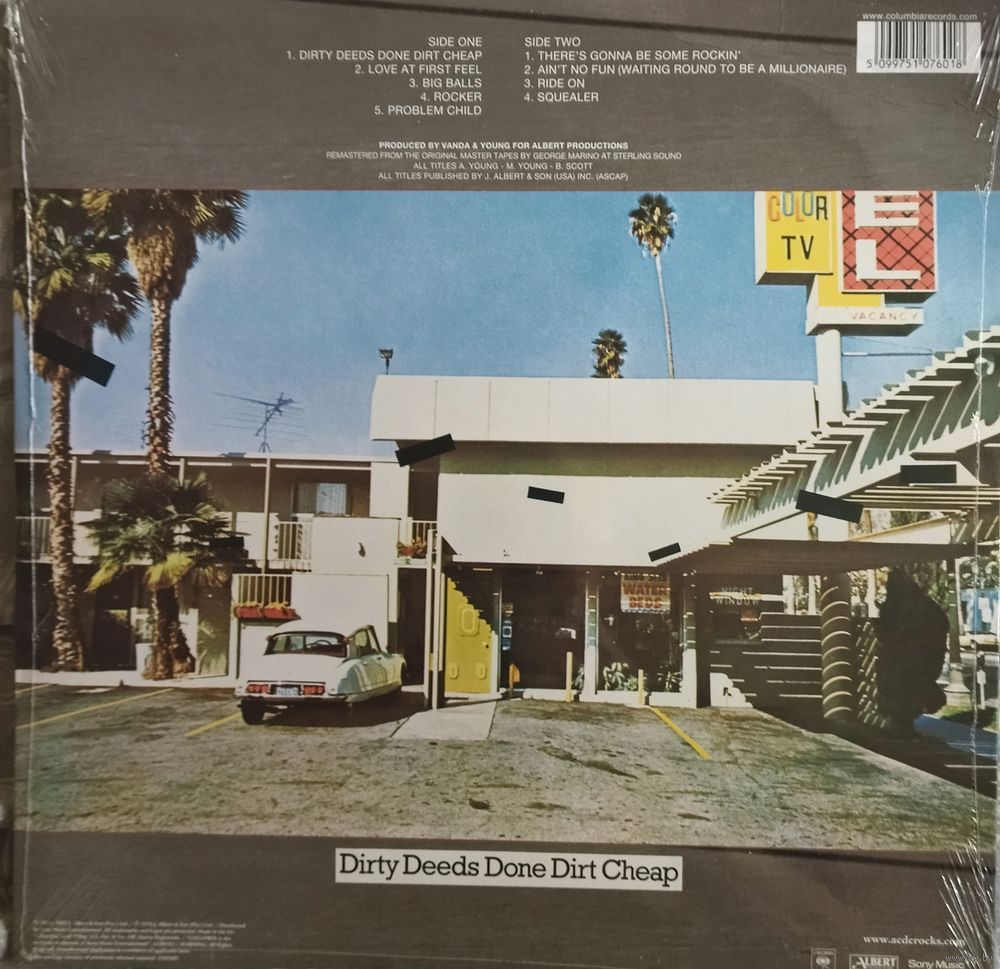 www.columbiarecords.com
5 099751 076018
SIDE ONE
1. DIRTY DEEDS DONE DIRT CHEAP
2. LOVE AT FIRST FEEL
3. BIG BALLS
4. ROCKER
5. PROBLEM CHILD
SIDE TWO
1. THERE'S GONNA BE SOME ROCKIN'
2. AIN'T NO FUN (WAITING ROUND TO BE A MILLIONAIRE)
3. RIDE ON
4. SQUEALER
PRODUCED BY VANDA & YOUNG FOR ALBERT PRODUCTIONS
REMASTERED FROM THE ORIGINAL MASTER TAPES BY GEORGE MARINO AT STERLING SOUND
ALL TITLES A. YOUNG - M. YOUNG - B. SCOTT
ALL TITLES PUBLISHED BY J. ALBERT & SON (USA) INC. (ASCAP)
COLOR
TV
EL
VACANCY
WATER
BEDS
NIGHT
WINDOW
Dirty Deeds Done Dirt Cheap
www.acdcrocks.com
ALBERT
Sony Music